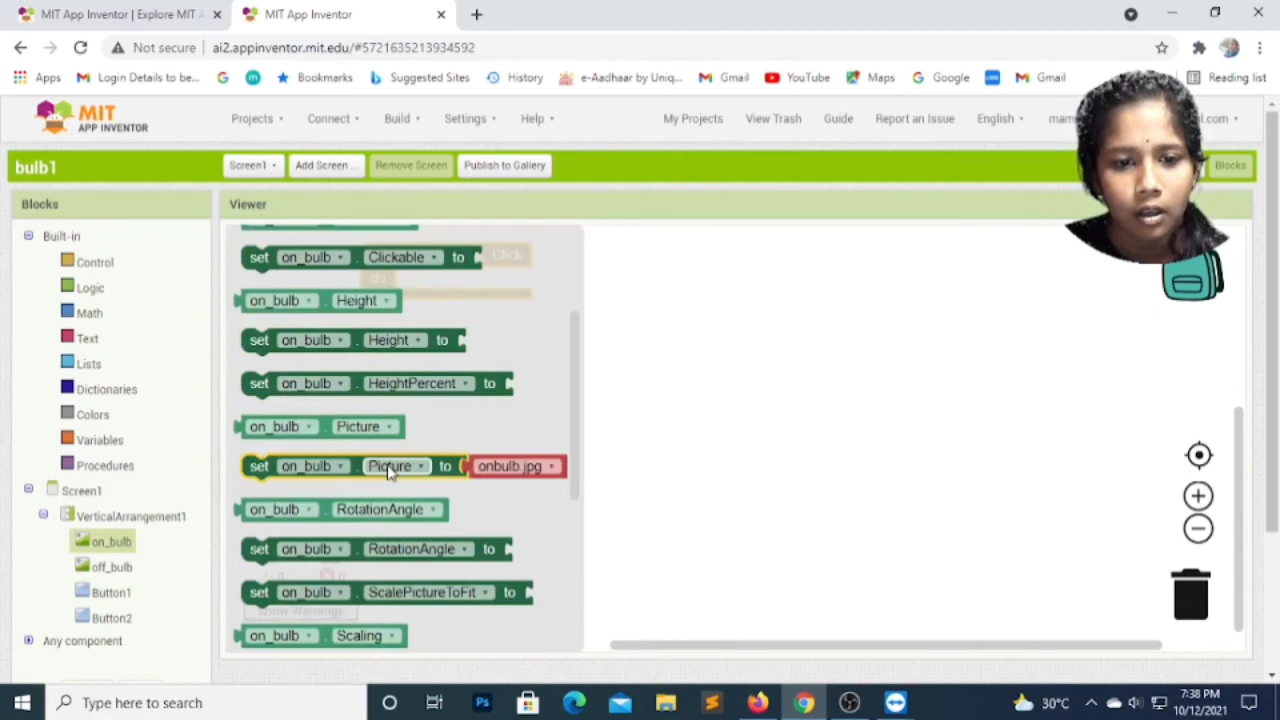 MIT App Inventor | Explore MIT A
MIT App Inventor
Not secure
ai2.appinventor.mit.edu/#5721635213934592
Apps
Login Details to be...
Bookmarks
Suggested Sites
History
e-Aadhaar by Uniq...
Gmail
YouTube
Maps
Google
Gmail
Reading list
MIT
APP INVENTOR
Projects
Connect
Build
Settings
Help
My Projects
View Trash
Guide
Report an Issue
English
l.com
bulb1
Screen1
Add Screen ...
Remove Screen
Publish to Gallery
Blocks
Blocks
Viewer
Built-in
Control
Logic
Math
Text
Lists
Dictionaries
Colors
Variables
Procedures
Screen1
VerticalArrangement1
on_bulb
off_bulb
Button1
Button2
Any component
set on_bulb . Clickable to
Click
do
on_bulb . Height
set on_bulb . Height to
set on_bulb . HeightPercent to
on_bulb . Picture
set on_bulb . Picture to onbulb.jpg
on_bulb . RotationAngle
set on_bulb . RotationAngle to
set on_bulb . ScalePictureToFit to
Show Warnings
on_bulb . Scaling
Type here to search
30°C
7:38 PM
10/12/2021